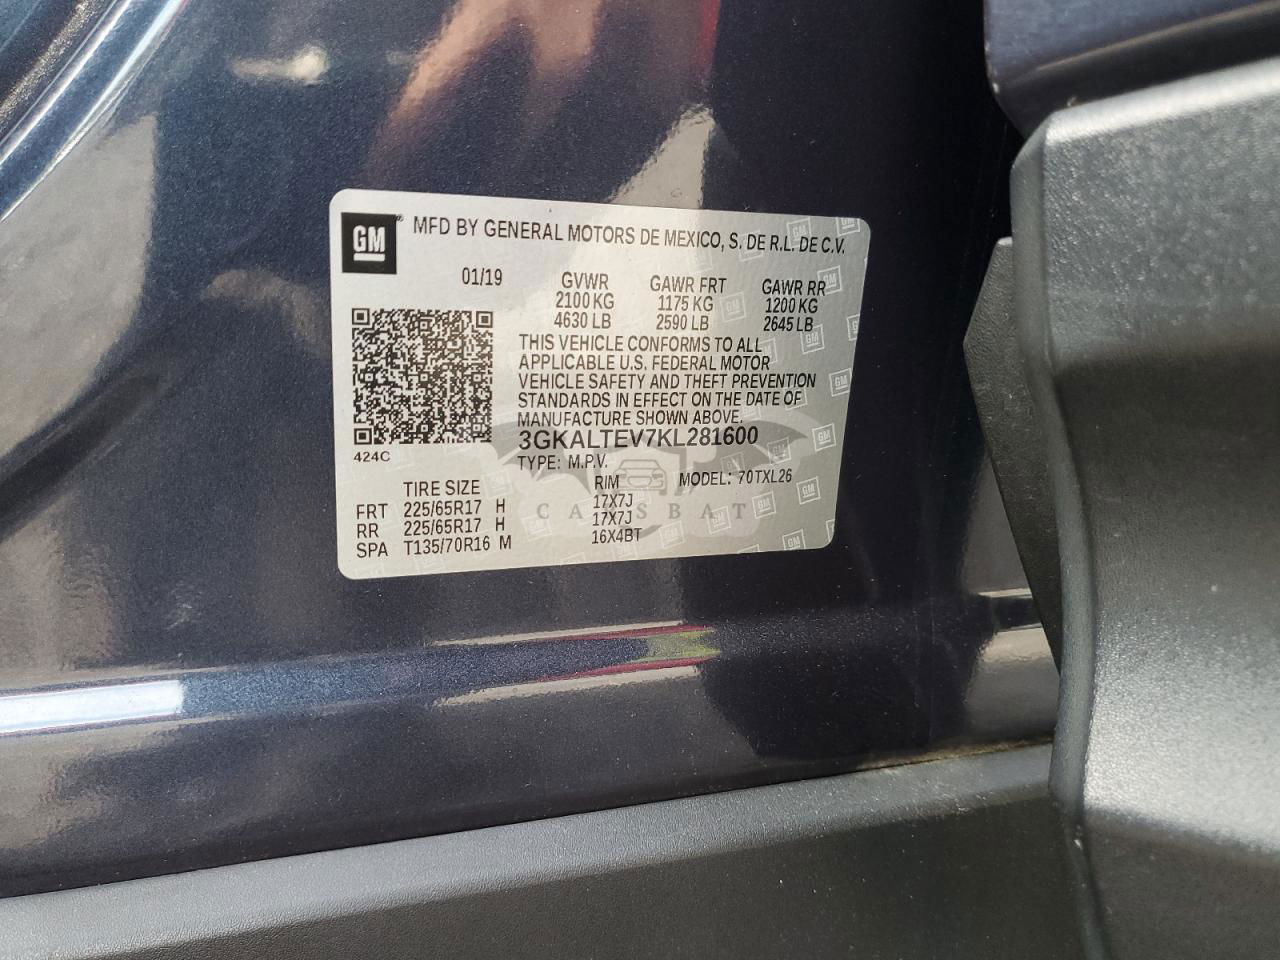 GM
MFD BY GENERAL MOTORS DE MEXICO, S. DE R.L. DE C.V.
01/19 GVWR GAWR FRT GAWR RR
2100 KG 1175 KG 1200 KG
4630 LB 2590 LB 2645 LB
THIS VEHICLE CONFORMS TO ALL
APPLICABLE U.S. FEDERAL MOTOR
VEHICLE SAFETY AND THEFT PREVENTION
STANDARDS IN EFFECT ON THE DATE OF
MANUFACTURE SHOWN ABOVE.
3GKALTEV7KL281600
424C
TYPE: M.P.V.
MODEL: 70TXL26
TIRE SIZE RIM
FRT 225/65R17 H 17X7J
RR 225/65R17 H 17X7J
SPA T135/70R16 M 16X4BT
CARSBAT